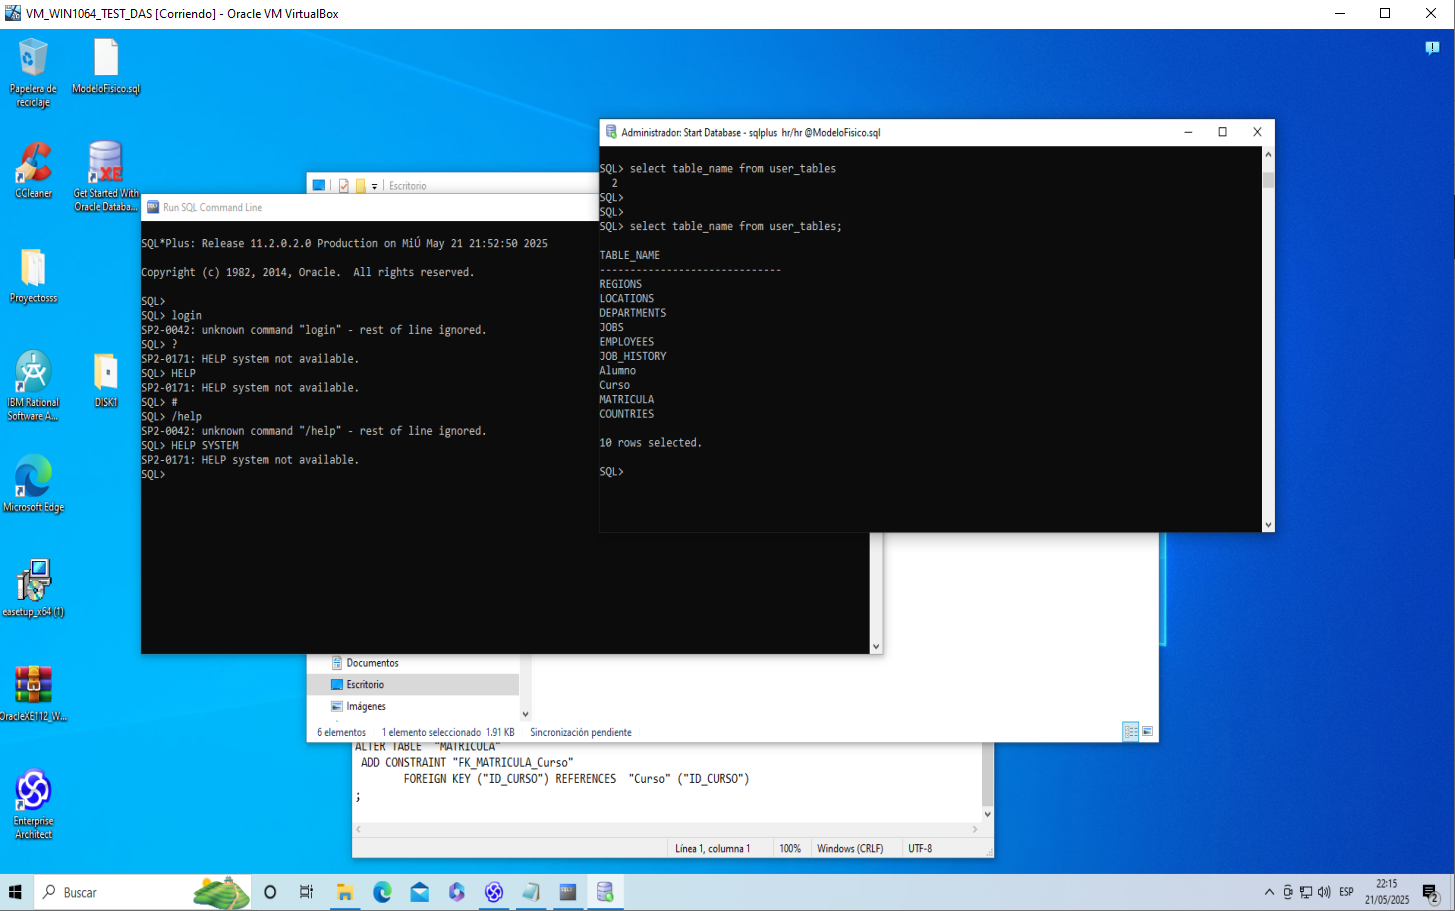 VM_WIN1064_TEST_DAS [Corriendo] - Oracle VM VirtualBox
Papelera de
reciclaje
ModeloFisico.sql
CCleaner
Get Started With
Oracle Databa...
Proyectosss
IBM Rational
Software A...
DISK1
Microsoft Edge
easetup_x64 (1)
OracleXE112_W...
Enterprise
Architect
Escritorio
Run SQL Command Line
SQL*Plus: Release 11.2.0.2.0 Production on MiÚ May 21 21:52:50 2025
Copyright (c) 1982, 2014, Oracle.  All rights reserved.
SQL>
SQL> login
SP2-0042: unknown command "login" - rest of line ignored.
SQL> ?
SP2-0171: HELP system not available.
SQL> HELP
SP2-0171: HELP system not available.
SQL> #
SQL> /help
SP2-0042: unknown command "/help" - rest of line ignored.
SQL> HELP SYSTEM
SP2-0171: HELP system not available.
SQL>
Administrador: Start Database - sqlplus  hr/hr @ModeloFisico.sql
SQL> select table_name from user_tables
  2
SQL>
SQL>
SQL> select table_name from user_tables;
TABLE_NAME
------------------------------
REGIONS
LOCATIONS
DEPARTMENTS
JOBS
EMPLOYEES
JOB_HISTORY
Alumno
Curso
MATRICULA
COUNTRIES
10 rows selected.
SQL>
Documentos
Escritorio
Imágenes
6 elementos
1 elemento seleccionado  1.91 KB
Sincronización pendiente
ALTER TABLE  "MATRICULA"
 ADD CONSTRAINT "FK_MATRICULA_Curso"
FOREIGN KEY ("ID_CURSO") REFERENCES  "Curso" ("ID_CURSO")
;
Línea 1, columna 1
100%
Windows (CRLF)
UTF-8
Buscar
ESP
22:15
21/05/2025
2